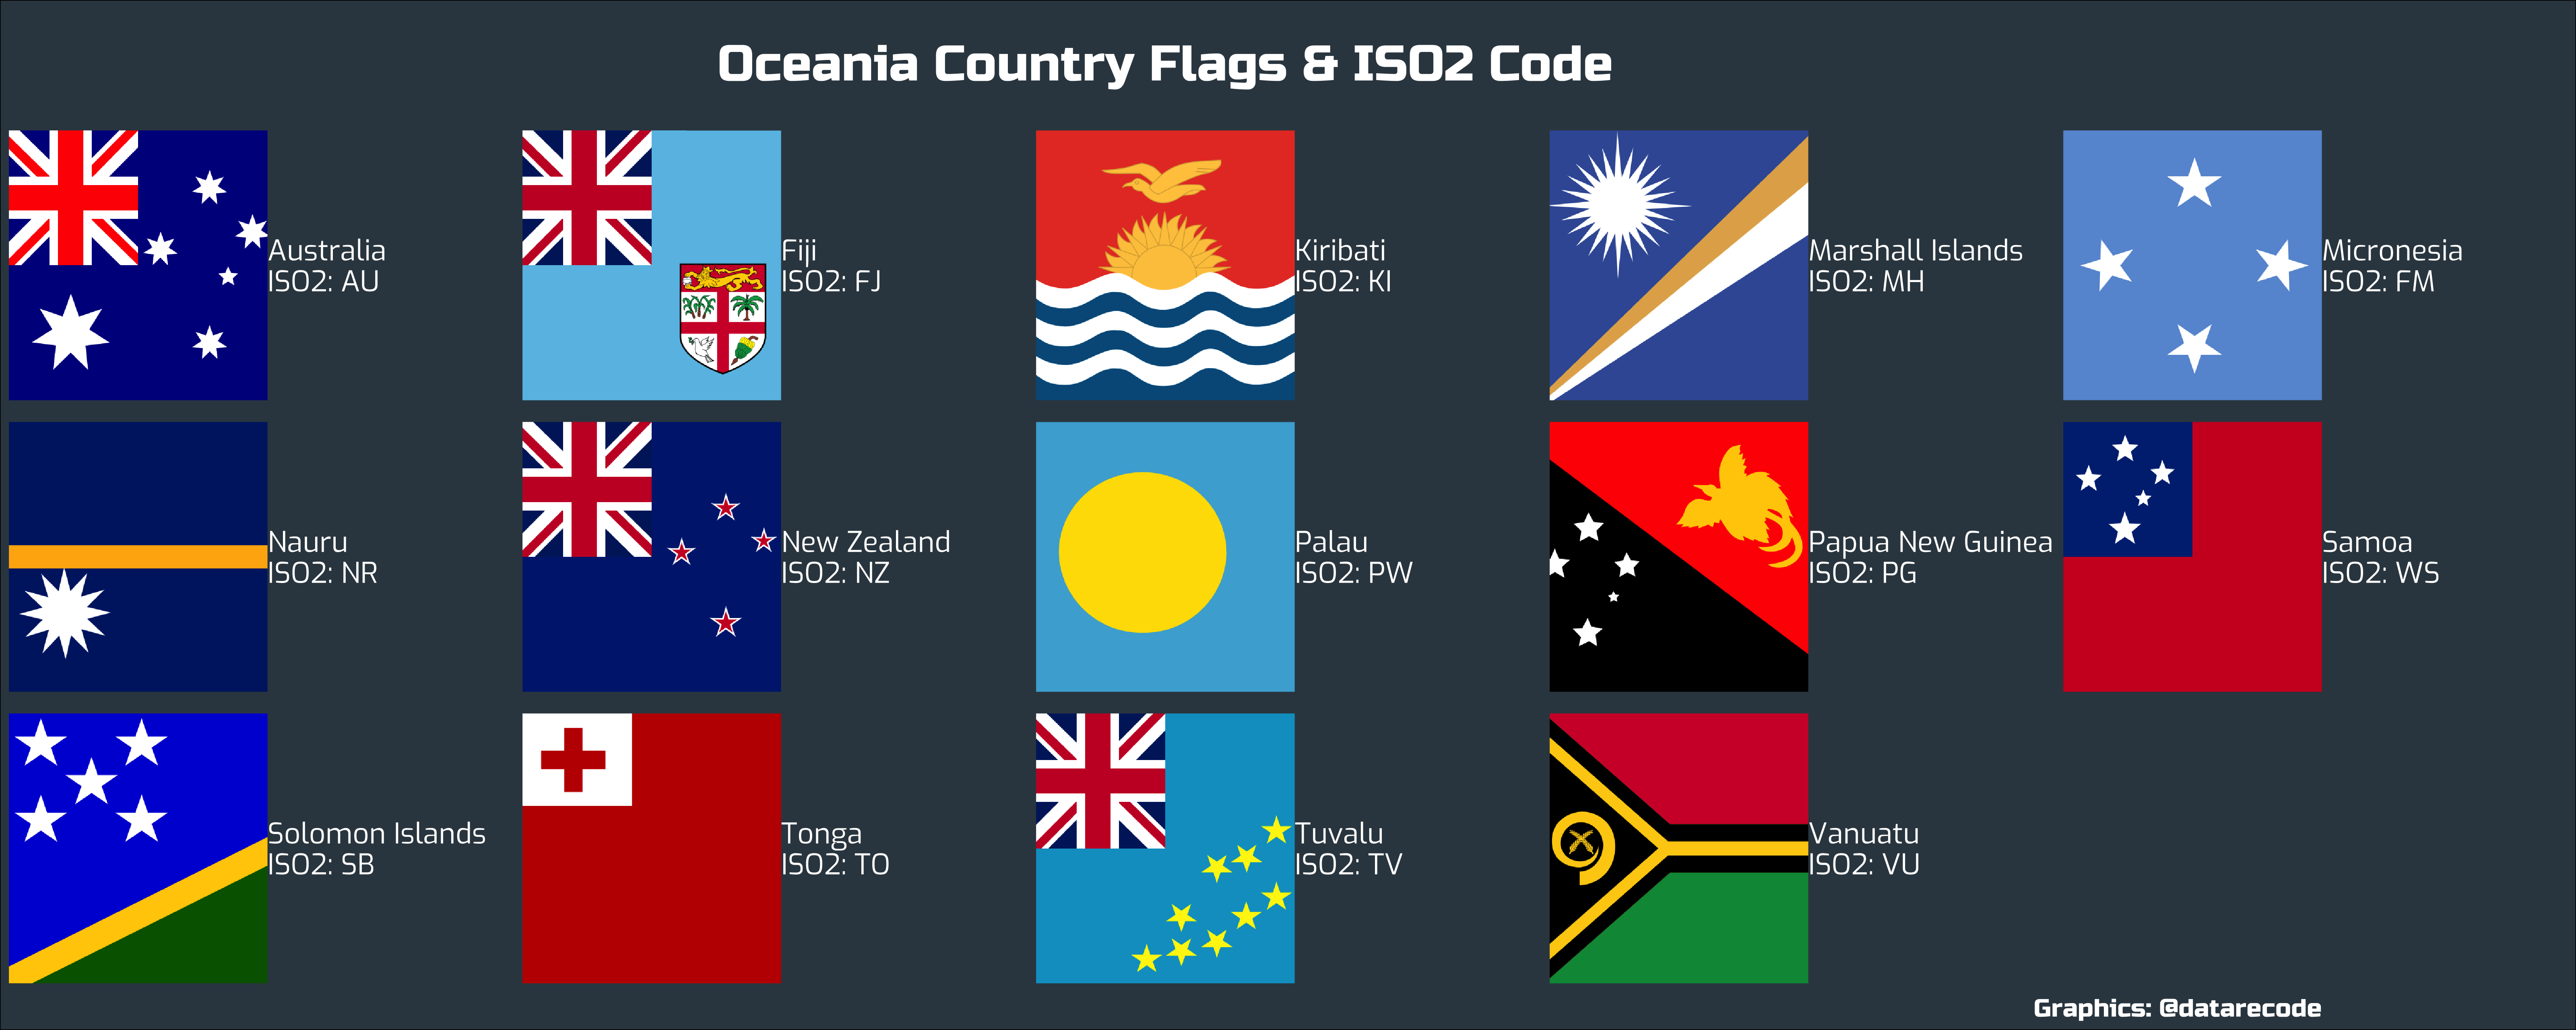 Oceania Country Flags & ISO2 Code
Australia
ISO2: AU
Fiji
ISO2: FJ
Kiribati
ISO2: KI
Marshall Islands
ISO2: MH
Micronesia
ISO2: FM
Nauru
ISO2: NR
New Zealand
ISO2: NZ
Palau
ISO2: PW
Papua New Guinea
ISO2: PG
Samoa
ISO2: WS
Solomon Islands
ISO2: SB
Tonga
ISO2: TO
Tuvalu
ISO2: TV
Vanuatu
ISO2: VU
Graphics: @datarecode